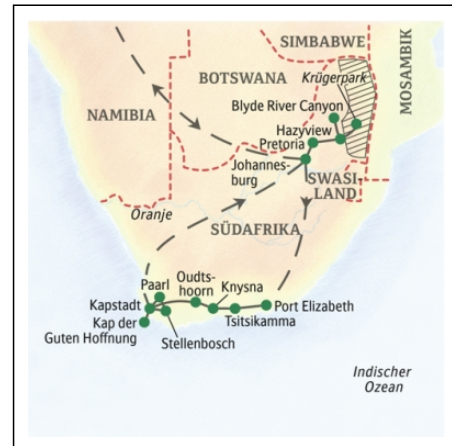 SIMBABWE
BOTSWANA
Krügerpark
MOSAMBIK
NAMIBIA
Blyde River Canyon
Hazyview
Pretoria
Johannes-
burg
SWASI-
LAND
Oranje
SÜDAFRIKA
Paarl
Oudts-
hoorn
Knysna
Kapstadt
Port Elizabeth
Kap der
Guten Hoffnung
Tsitsikamma
Stellenbosch
Indischer
Ozean